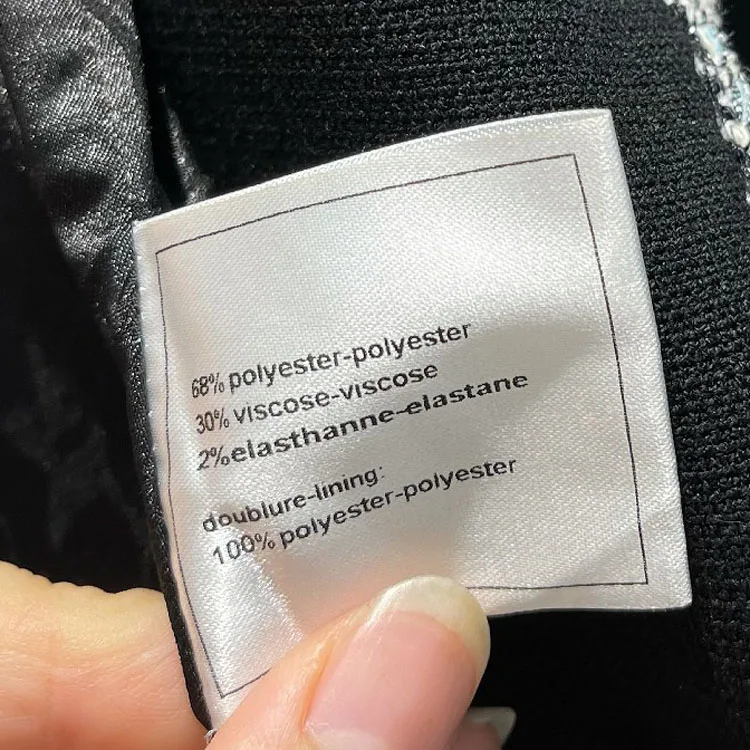 68% polyester-polyester
30% viscose-viscose
2%elasthanne-elastane
doublure-lining:
100% polyester-polyester